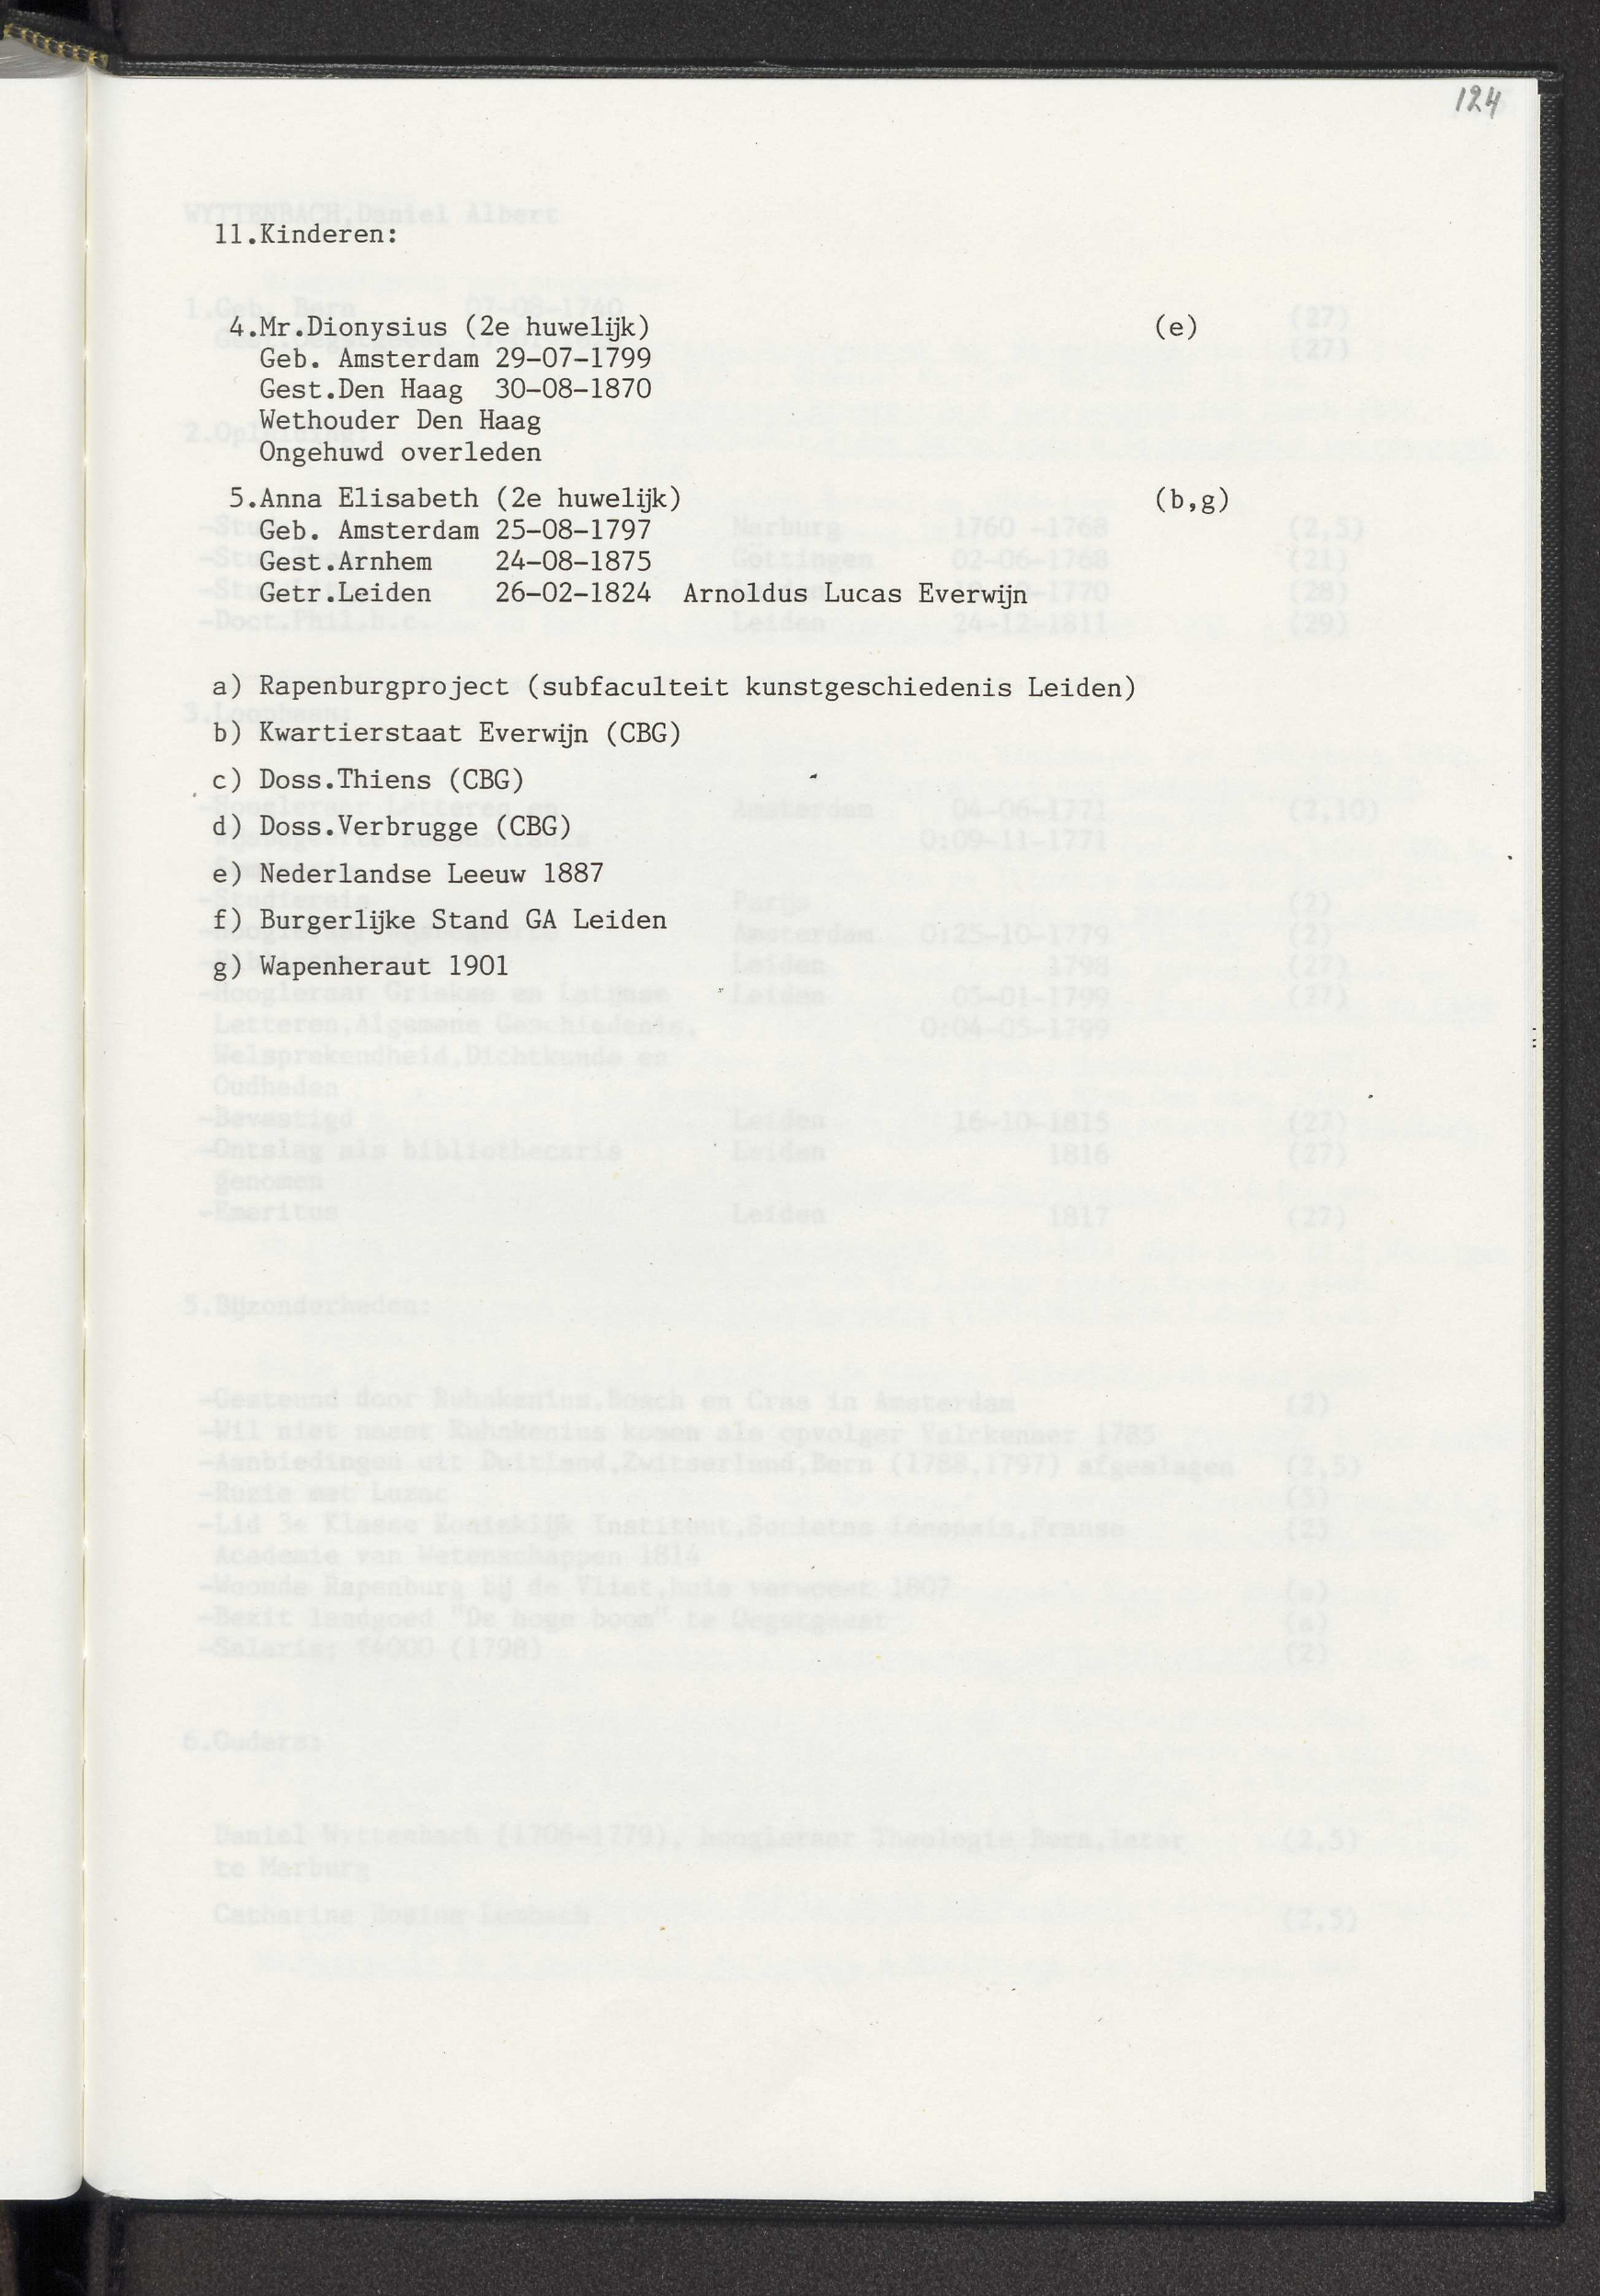 124
11.Kinderen:
4.Mr.Dionysius (2e huwelijk) (e)
Geb. Amsterdam 29-07-1799
Gest.Den Haag 30-08-1870
Wethouder Den Haag
Ongehuwd overleden
5.Anna Elisabeth (2e huwelijk) (b,g)
Geb. Amsterdam 25-08-1797
Gest.Arnhem 24-08-1875
Getr.Leiden 26-02-1824 Arnoldus Lucas Everwijn
a) Rapenburgproject (subfaculteit kunstgeschiedenis Leiden)
b) Kwartierstaat Everwijn (CBG)
c) Doss.Thiens (CBG)
d) Doss.Verbrugge (CBG)
e) Nederlandse Leeuw 1887
f) Burgerlijke Stand GA Leiden
g) Wapenheraut 1901